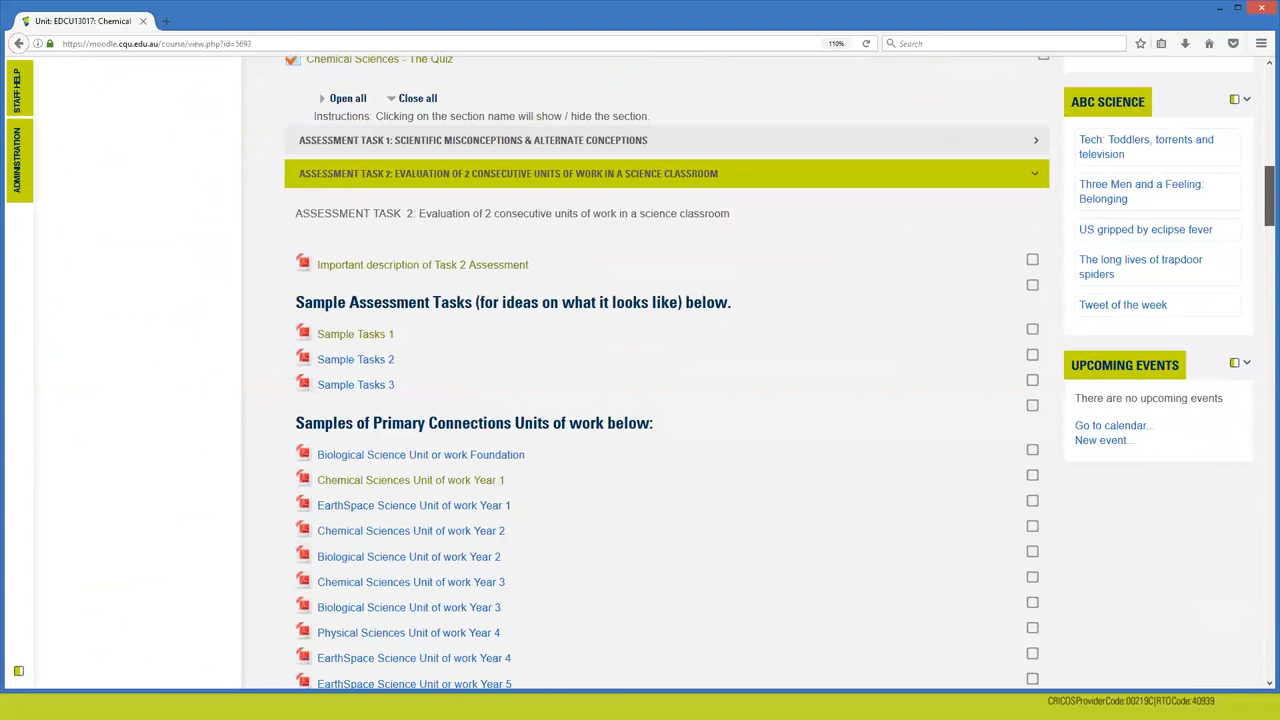 Unit: EDCU13017: Chemical
https://moodle.cqu.edu.au/course/view.php?id=5693
110%
Search
STAFF HELP
ADMINISTRATION
Chemical Sciences - The Quiz
Open all
Close all
Instructions: Clicking on the section name will show / hide the section.
ASSESSMENT TASK 1: SCIENTIFIC MISCONCEPTIONS & ALTERNATE CONCEPTIONS
ASSESSMENT TASK 2: EVALUATION OF 2 CONSECUTIVE UNITS OF WORK IN A SCIENCE CLASSROOM
ASSESSMENT TASK 2: Evaluation of 2 consecutive units of work in a science classroom
Important description of Task 2 Assessment
Sample Assessment Tasks (for ideas on what it looks like) below.
Sample Tasks 1
Sample Tasks 2
Sample Tasks 3
Samples of Primary Connections Units of work below:
Biological Science Unit or work Foundation
Chemical Sciences Unit of work Year 1
EarthSpace Science Unit of work Year 1
Chemical Sciences Unit of work Year 2
Biological Science Unit of work Year 2
Chemical Sciences Unit of work Year 3
Biological Science Unit of work Year 3
Physical Sciences Unit of work Year 4
EarthSpace Science Unit of work Year 4
EarthSpace Science Unit of work Year 5
ABC SCIENCE
Tech: Toddlers, torrents and
television
Three Men and a Feeling:
Belonging
US gripped by eclipse fever
The long lives of trapdoor
spiders
Tweet of the week
UPCOMING EVENTS
There are no upcoming events
Go to calendar...
New event...
CRICOSProviderCode:00219C|RTOCode:40939